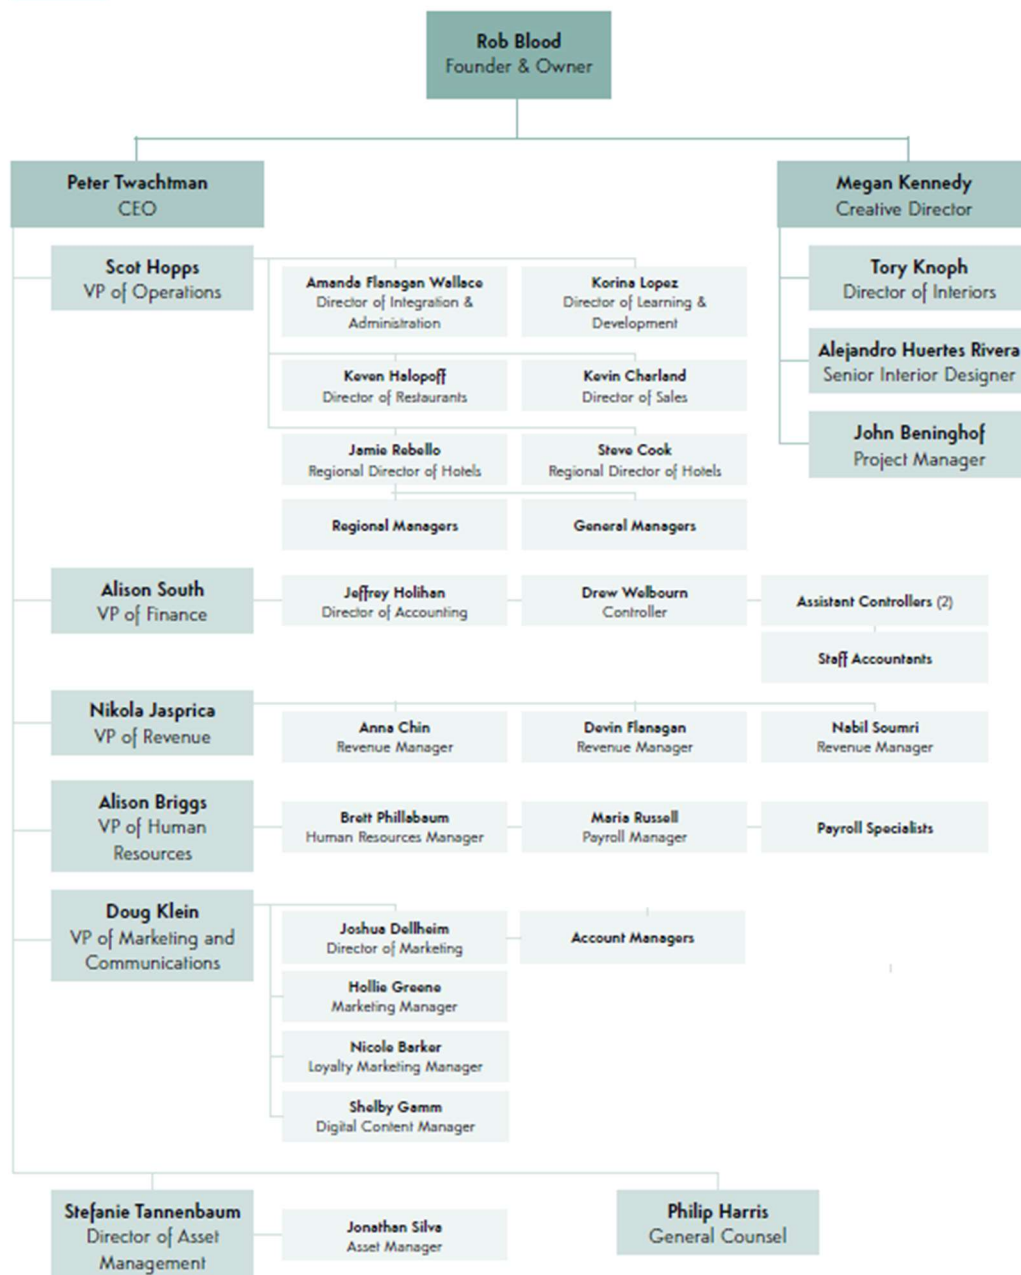 Rob Blood
Founder & Owner
Peter Twachtman
CEO
Megan Kennedy
Creative Director
Scot Hopps
VP of Operations
Amanda Flanagan Wallace
Director of Integration &
Administration
Korina Lopez
Director of Learning &
Development
Tory Knoph
Director of Interiors
Keven Halopoff
Director of Restaurants
Kevin Charland
Director of Sales
Alejandro Huertes Rivera
Senior Interior Designer
Jamie Rebello
Regional Director of Hotels
Steve Cook
Regional Director of Hotels
John Beninghof
Project Manager
Regional Managers
General Managers
Alison South
VP of Finance
Jeffrey Holihan
Director of Accounting
Drew Welbourn
Controller
Assistant Controllers (2)
Staff Accountants
Nikola Jasprica
VP of Revenue
Anna Chin
Revenue Manager
Devin Flanagan
Revenue Manager
Nabil Soumri
Revenue Manager
Alison Briggs
VP of Human
Resources
Brett Phillabaum
Human Resources Manager
Maria Russell
Payroll Manager
Payroll Specialists
Doug Klein
VP of Marketing and
Communications
Joshua Dellheim
Director of Marketing
Account Managers
Hollie Greene
Marketing Manager
Nicole Barker
Loyalty Marketing Manager
Shelby Gamm
Digital Content Manager
Stefanie Tannenbaum
Director of Asset
Management
Jonathan Silva
Asset Manager
Philip Harris
General Counsel